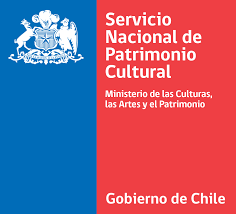 Servicio
Nacional de
Patrimonio
Cultural
Ministerio de las Culturas,
las Artes y el Patrimonio
Gobierno de Chile